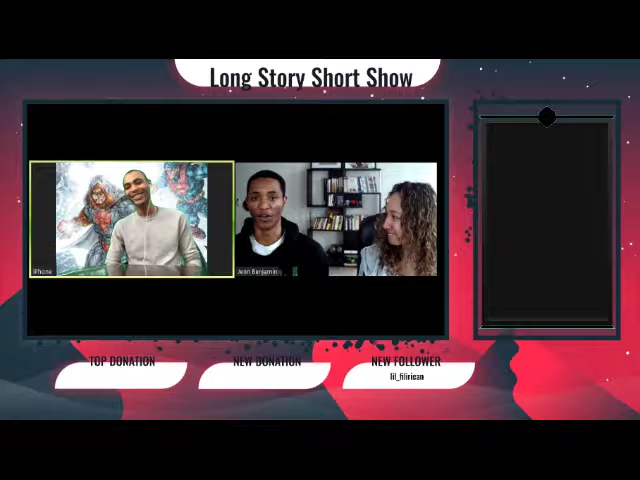 Long Story Short Show
iPhone
Jean Benjamin
TOP DONATION
NEW DONATION
NEW FOLLOWER
lil_filirican